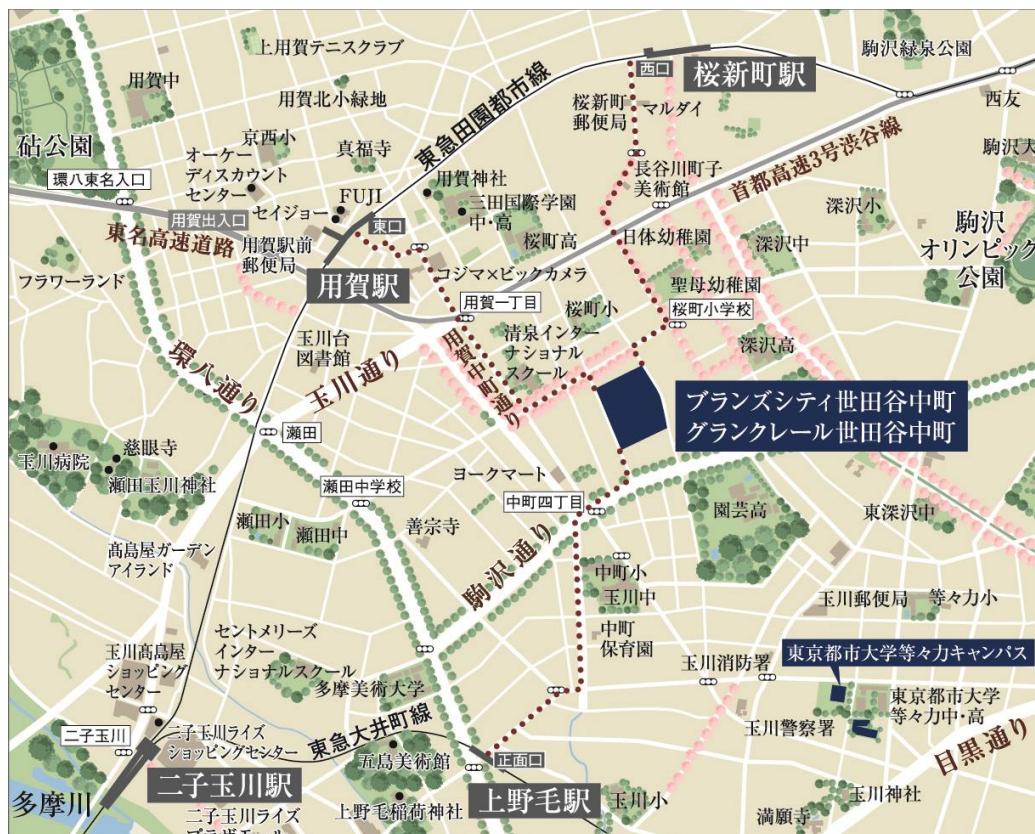 上用賀テニスクラブ
用賀中
用賀北小緑地
東急田園都市線
西口
桜新町駅
駒沢緑泉公園
西友
桜新町
郵便局
マルダイ
砧公園
京西小
オーケー
ディスカウント
センター
真福寺
環八東名入口
FUJI
セイジョー
用賀出入口
東名高速道路
用賀駅前
郵便局
東口
用賀神社
三田国際学園
中・高
桜町高
長谷川町子
美術館
首都高速3号渋谷線
駒沢大
深沢小
駒沢
オリンピック
公園
日体幼稚園
深沢中
フラワーランド
用賀駅
コジマ×ビックカメラ
聖母幼稚園
用賀一丁目
桜町小
桜町小学校
玉川台
図書館
清泉インター
ナショナル
スクール
深沢高
環八通り
玉川通り
用賀中町通り
ブランズシティ世田谷中町
グランクレール世田谷中町
瀬田
慈眼寺
玉川病院
瀬田玉川神社
瀬田中学校
ヨークマート
中町四丁目
園芸高
東深沢中
瀬田小
瀬田中
善宗寺
駒沢通り
髙島屋ガーデン
アイランド
中町小
玉川中
中町
保育園
玉川郵便局
等々力小
玉川髙島屋
ショッピング
センター
セントメリーズ
インター
ナショナルスクール
多摩美術大学
玉川消防署
東京都市大学等々力キャンパス
東京都市大学
等々力中・高
玉川警察署
目黒通り
二子玉川
二子玉川ライズ
ショッピングセンター
東急大井町線
五島美術館
正面口
二子玉川駅
上野毛駅
多摩川
上野毛稲荷神社
玉川小
玉川神社
満願寺
二子玉川ライズ